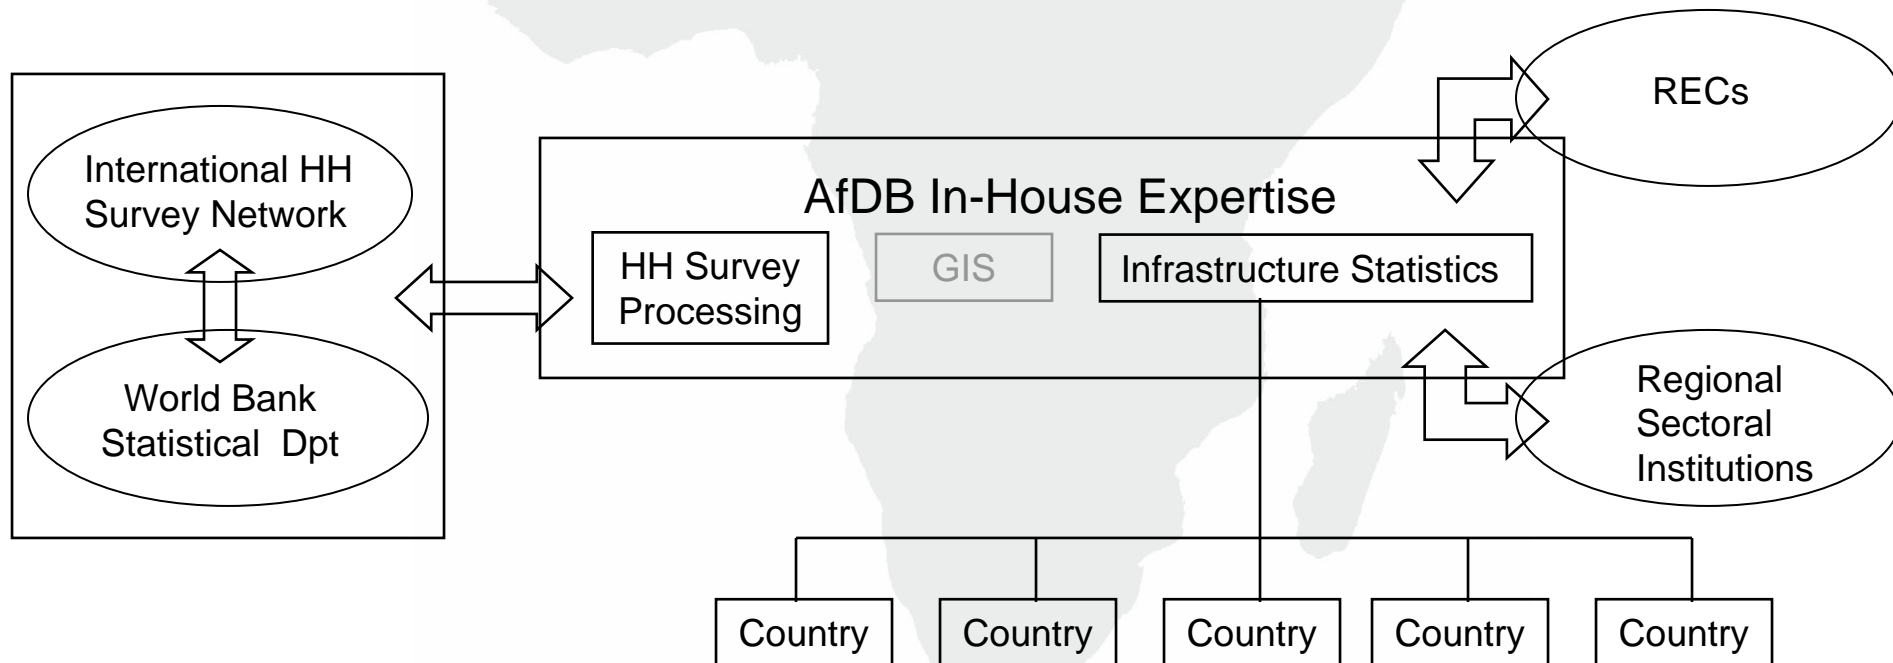 International HH
Survey Network
World Bank
Statistical Dpt
AfDB In-House Expertise
HH Survey
Processing
GIS
Infrastructure Statistics
RECs
Regional
Sectoral
Institutions
Country
Country
Country
Country
Country